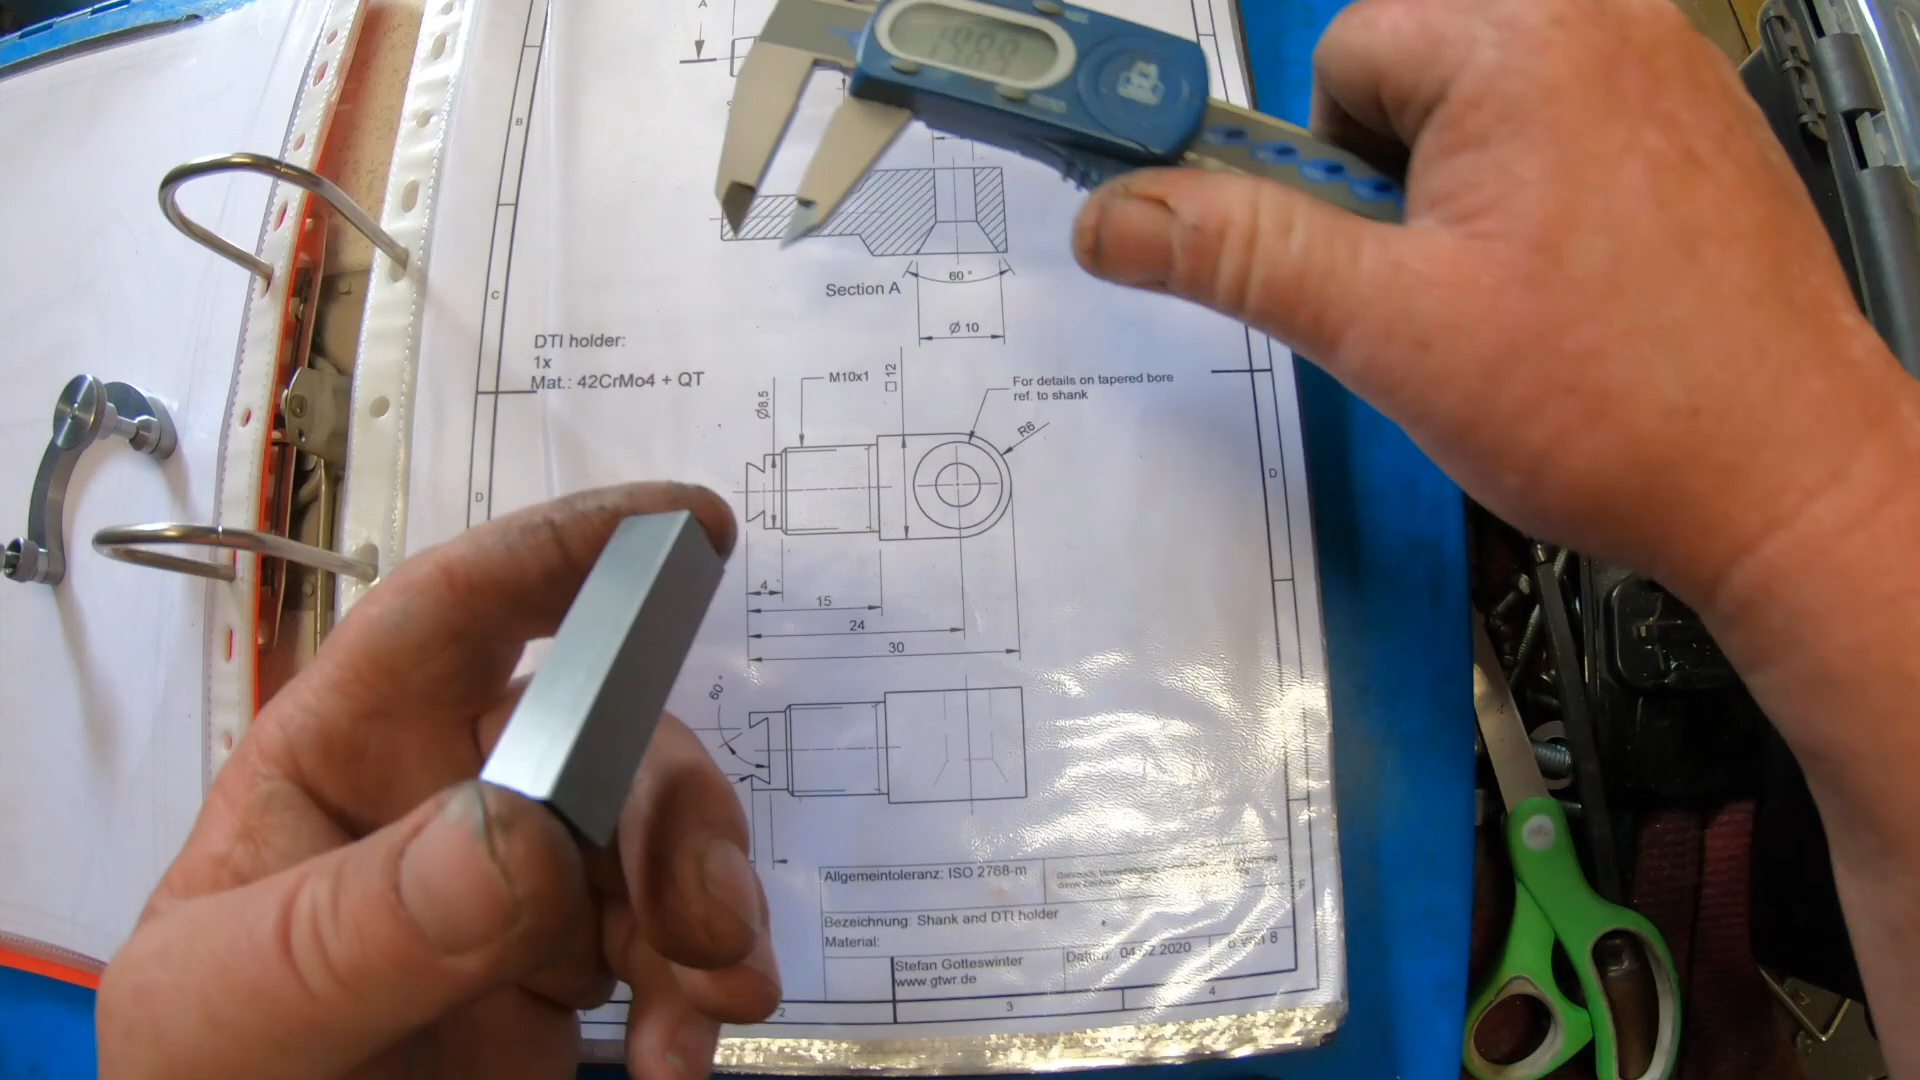 A
B
C
60°
Section A
Ø 10
DTI holder:
1x
Mat.: 42CrMo4 + QT
M10x1
□ 12
Ø8,5
For details on tapered bore
ref. to shank
R6
D
D
4
15
24
30
60°
F
Allgemeintoleranz: ISO 2768-m
Bezeichnung: Shank and DTI holder
Material:
Stefan Gotteswinter
www.gtwr.de
2020
8
2
3
4